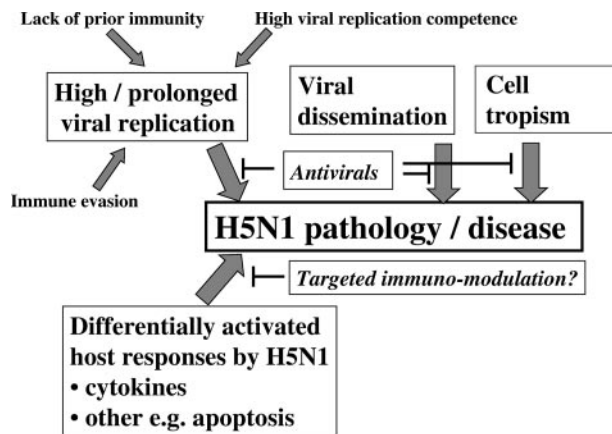 Lack of prior immunity
High viral replication competence
High / prolonged
viral replication
Viral
dissemination
Cell
tropism
Antivirals
Immune evasion
H5N1 pathology / disease
Targeted immuno-modulation?
Differentially activated
host responses by H5N1
• cytokines
• other e.g. apoptosis